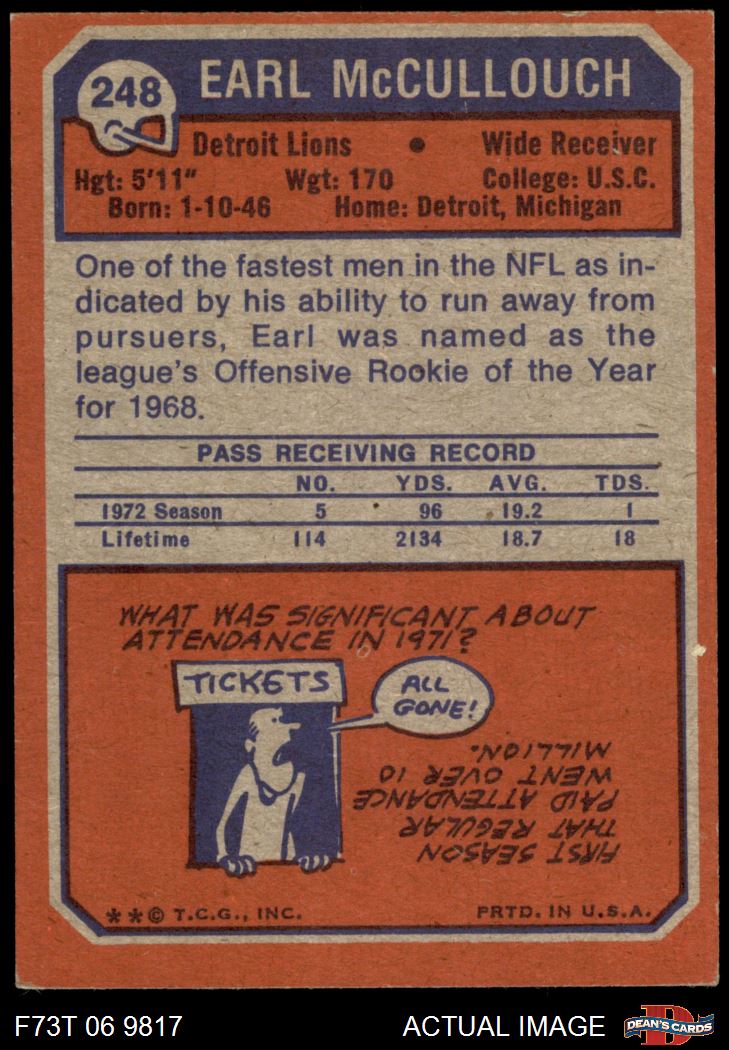 248
EARL McCULLOUCH
Detroit Lions • Wide Receiver
Hgt: 5'11" Wgt: 170 College: U.S.C.
Born: 1-10-46 Home: Detroit, Michigan
One of the fastest men in the NFL as in-
dicated by his ability to run away from
pursuers, Earl was named as the
league's Offensive Rookie of the Year
for 1968.
PASS RECEIVING RECORD
NO. YDS. AVG. TDS.
1972 Season 5 96 19.2 1
Lifetime 114 2134 18.7 18
WHAT WAS SIGNIFICANT ABOUT
ATTENDANCE IN 1971?
TICKETS
ALL
GONE!
FIRST SEASON
THAT REGULAR
PAID ATTENDANCE
WENT OVER 10
MILLION.
**© T.C.G., INC. PRTD. IN U.S.A.
F73T 06 9817 ACTUAL IMAGE
D
DEAN'S CARDS